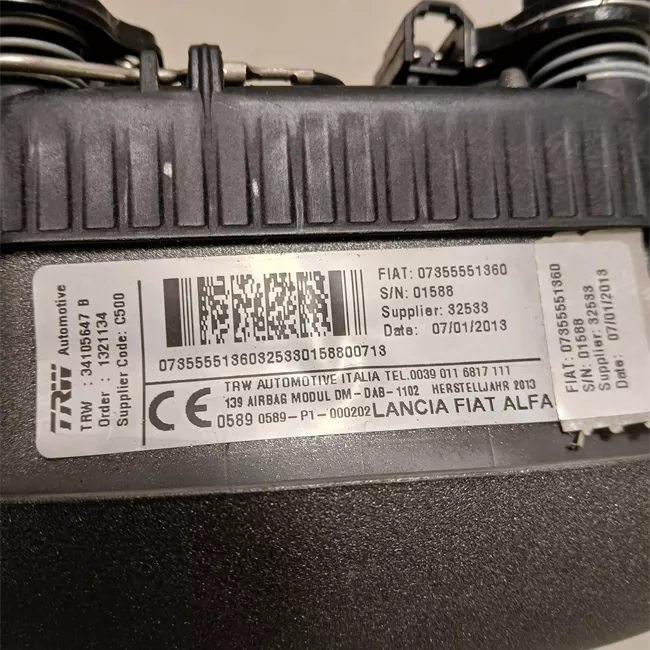 TRW Automotive
TRW : 34105647 B
Order : 1321134
Supplier Code: C500
FIAT: 07355551360
S/N: 01588
Supplier: 32533
Date: 07/01/2013
07355551360325330158800713
TRW AUTOMOTIVE ITALIA TEL.0039 011 6817 111
139 AIRBAG MODUL DM-DAB-1102 HERSTELLJAHR 2013
CE 0589 0589-P1-000202 LANCIA FIAT ALFA
FIAT: 07355551360
S/N: 01588
Supplier: 32533
Date: 07/01/2013